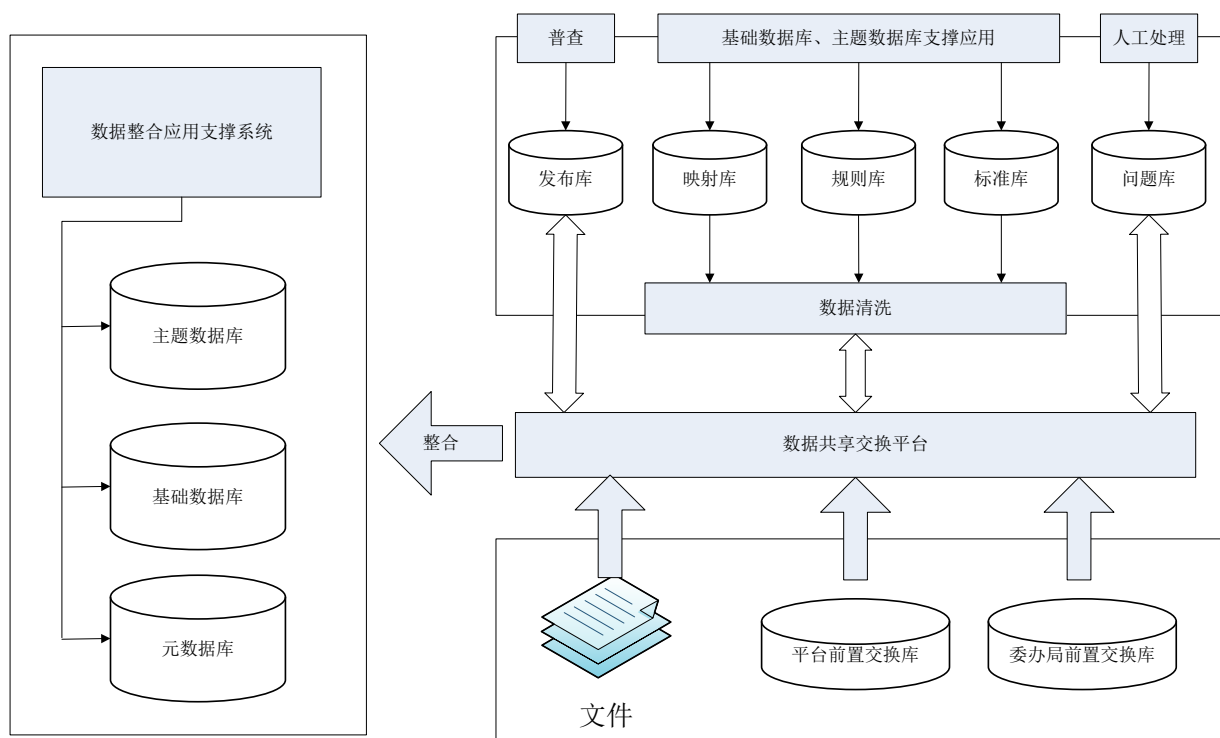 普查
基础数据库、主题数据库支撑应用
人工处理
数据整合应用支撑系统
发布库
映射库
规则库
标准库
问题库
数据清洗
主题数据库
整合
数据共享交换平台
基础数据库
元数据库
平台前置交换库
委办局前置交换库
文件